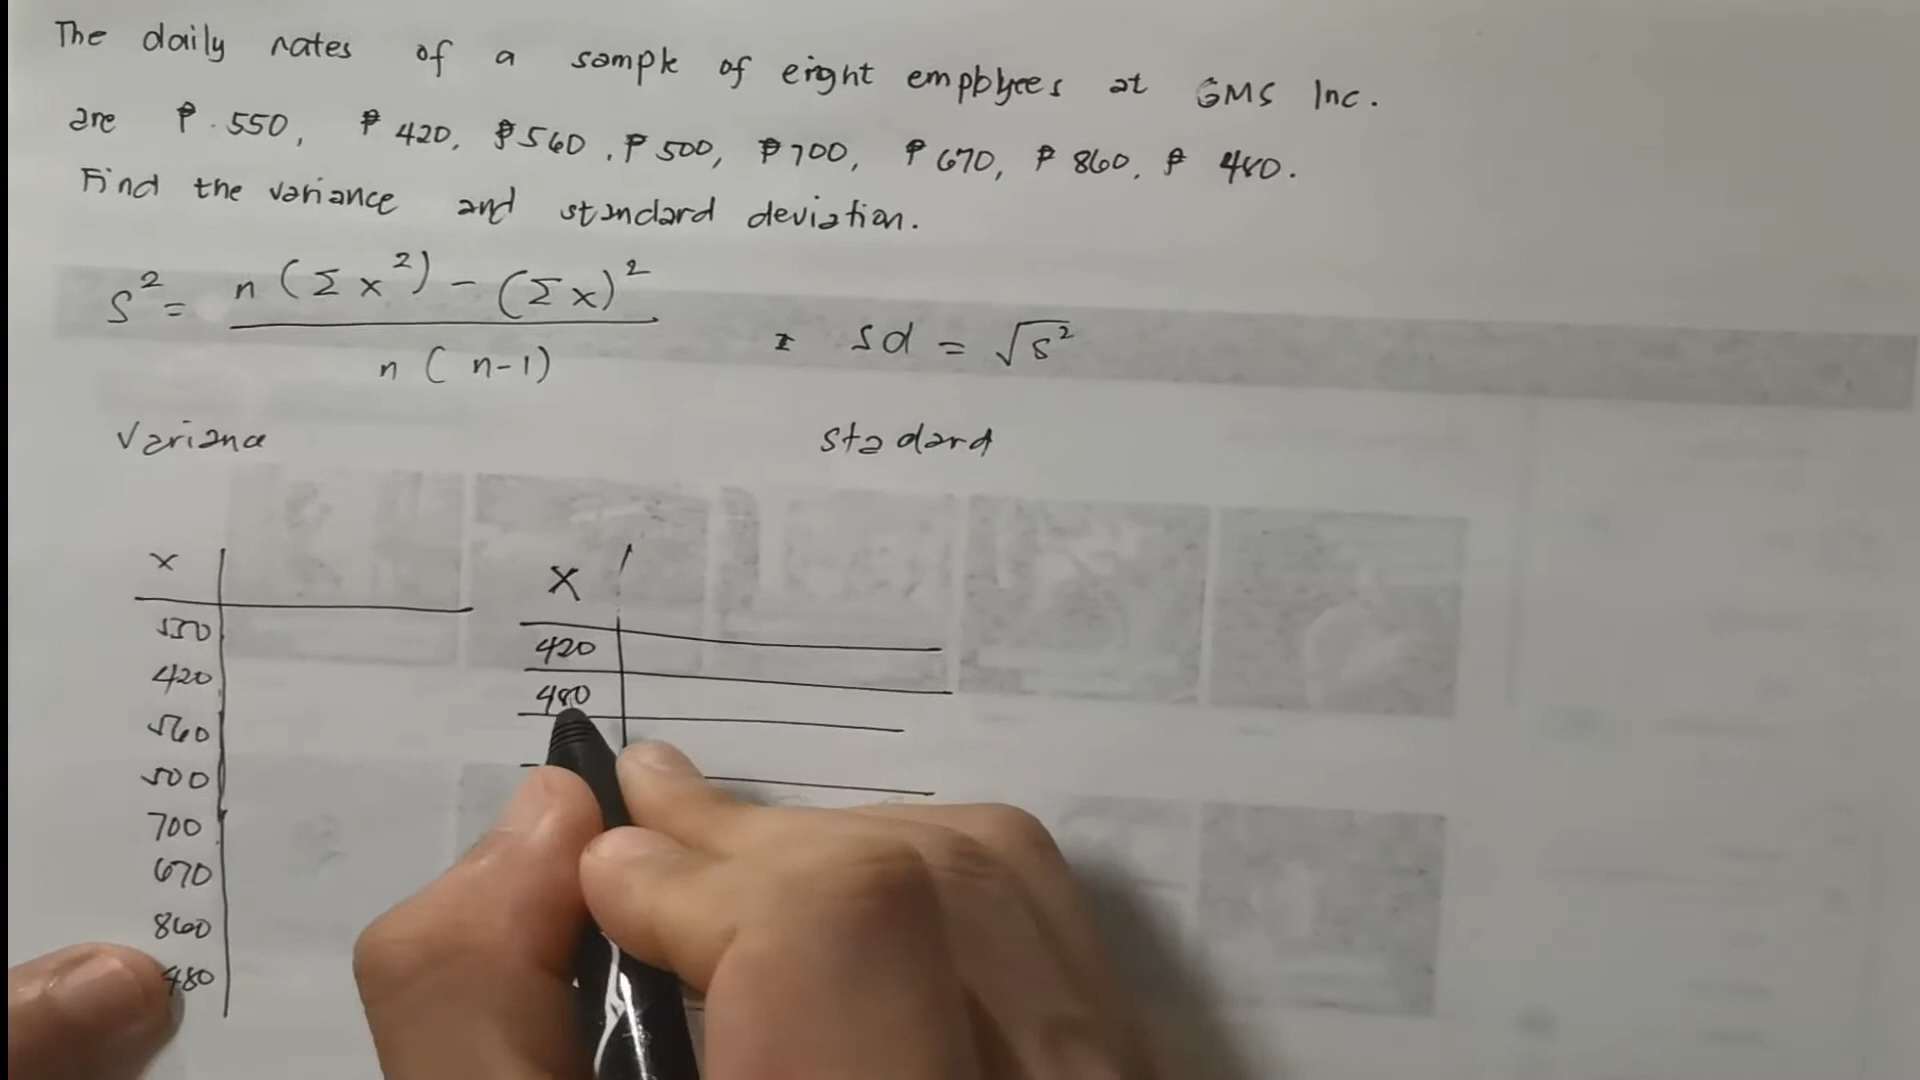 The daily rates of a sample of eight employees at GMS Inc.
are ₱ 550, ₱ 420, ₱ 560, ₱ 500, ₱ 700, ₱ 670, ₱ 860, ₱ 480.
Find the variance and standard deviation.
s² = n(Σx²) - (Σx)² / n(n-1)
sd = √s²
Variance
stadard
x
550
420
560
500
700
670
860
480
X
420
480